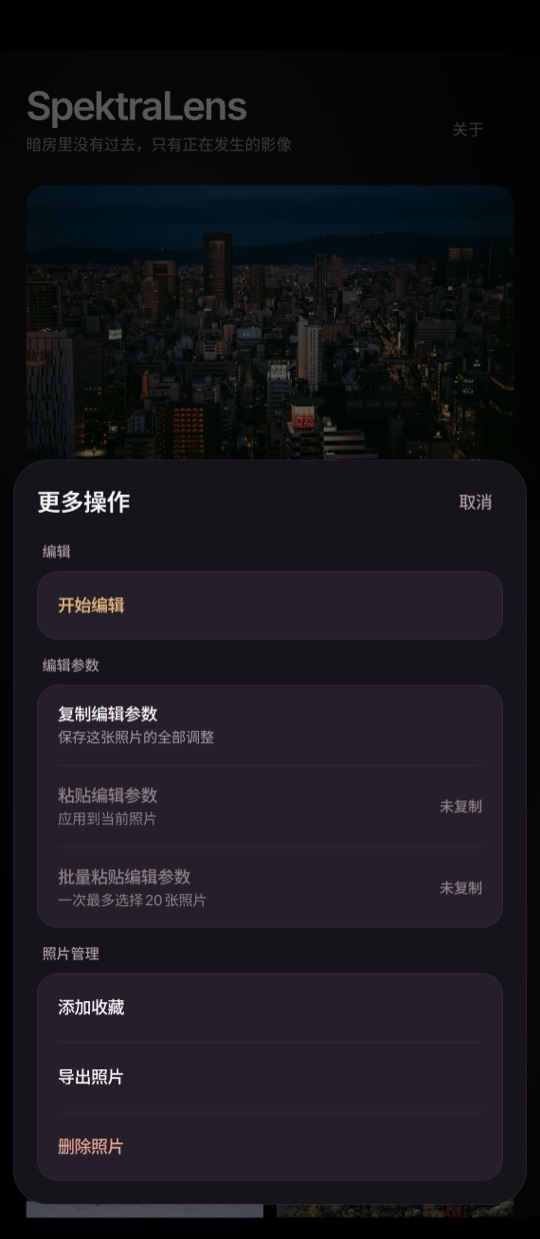 SpektraLens
暗房里没有过去，只有正在发生的影像
关于
更多操作
取消
编辑
开始编辑
编辑参数
复制编辑参数
保存这张照片的全部调整
粘贴编辑参数
应用到当前照片
未复制
批量粘贴编辑参数
一次最多选择 20 张照片
未复制
照片管理
添加收藏
导出照片
删除照片